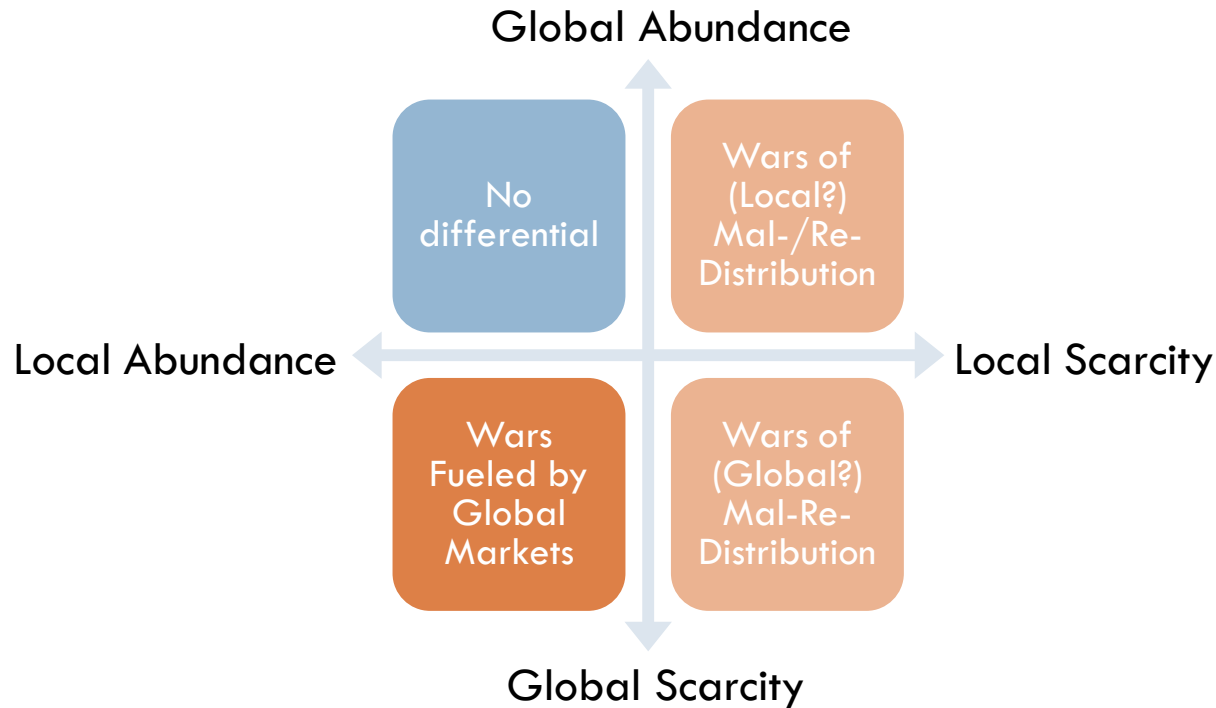 Global Abundance
No
differential
Wars of
(Local?)
Mal-/Re-
Distribution
Local Abundance
Local Scarcity
Wars
Fueled by
Global
Markets
Wars of
(Global?)
Mal-Re-
Distribution
Global Scarcity